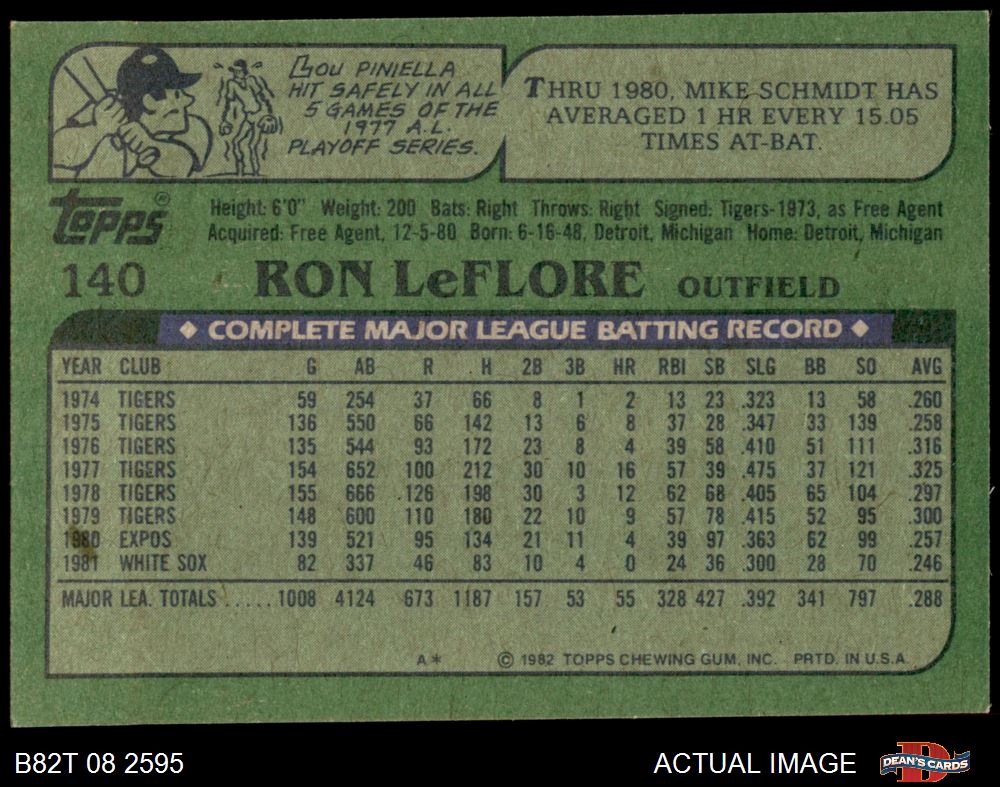 LOU PINIELLA
HIT SAFELY IN ALL
5 GAMES OF THE
1977 A.L.
PLAYOFF SERIES.
THRU 1980, MIKE SCHMIDT HAS
AVERAGED 1 HR EVERY 15.05
TIMES AT-BAT.
topps®
Height: 6'0" Weight: 200 Bats: Right Throws: Right Signed: Tigers-1973, as Free Agent
Acquired: Free Agent, 12-5-80 Born: 6-16-48, Detroit, Michigan Home: Detroit, Michigan
140 RON LeFLORE OUTFIELD
COMPLETE MAJOR LEAGUE BATTING RECORD
YEAR CLUB G AB R H 2B 3B HR RBI SB SLG BB SO AVG
1974 TIGERS 59 254 37 66 8 1 2 13 23 .323 13 58 .260
1975 TIGERS 136 550 66 142 13 6 8 37 28 .347 33 139 .258
1976 TIGERS 135 544 93 172 23 8 4 39 58 .410 51 111 .316
1977 TIGERS 154 652 100 212 30 10 16 57 39 .475 37 121 .325
1978 TIGERS 155 666 126 198 30 3 12 62 68 .405 65 104 .297
1979 TIGERS 148 600 110 180 22 10 9 57 78 .415 52 95 .300
1980 EXPOS 139 521 95 134 21 11 4 39 97 .363 62 99 .257
1981 WHITE SOX 82 337 46 83 10 4 0 24 36 .300 28 70 .246
MAJOR LEA. TOTALS .....1008 4124 673 1187 157 53 55 328 427 .392 341 797 .288
A* © 1982 TOPPS CHEWING GUM, INC. PRTD. IN U.S.A.
B82T 08 2595 ACTUAL IMAGE D DEAN'S CARDS